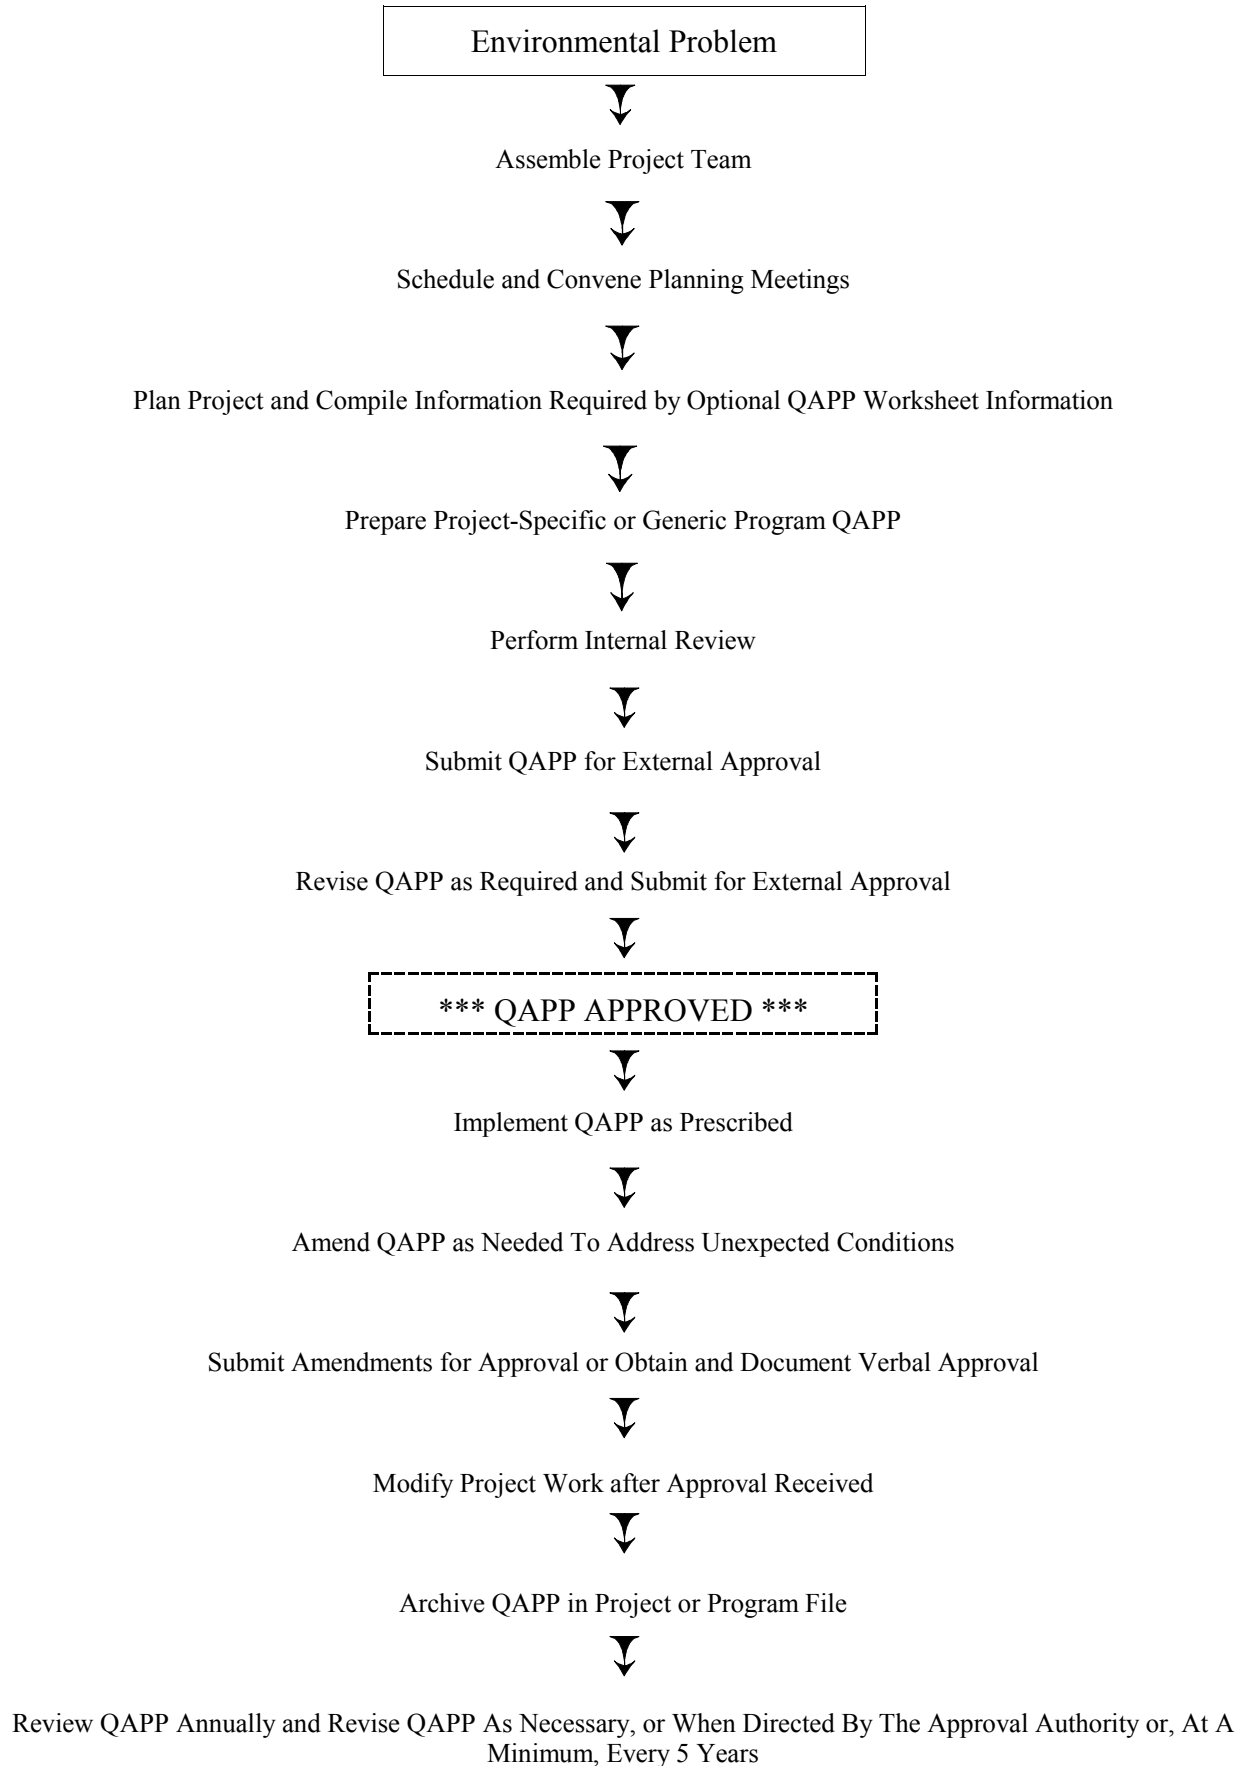 Environmental Problem
Assemble Project Team
Schedule and Convene Planning Meetings
Plan Project and Compile Information Required by Optional QAPP Worksheet Information
Prepare Project-Specific or Generic Program QAPP
Perform Internal Review
Submit QAPP for External Approval
Revise QAPP as Required and Submit for External Approval
*** QAPP APPROVED ***
Implement QAPP as Prescribed
Amend QAPP as Needed To Address Unexpected Conditions
Submit Amendments for Approval or Obtain and Document Verbal Approval
Modify Project Work after Approval Received
Archive QAPP in Project or Program File
Review QAPP Annually and Revise QAPP As Necessary, or When Directed By The Approval Authority or, At A
Minimum, Every 5 Years